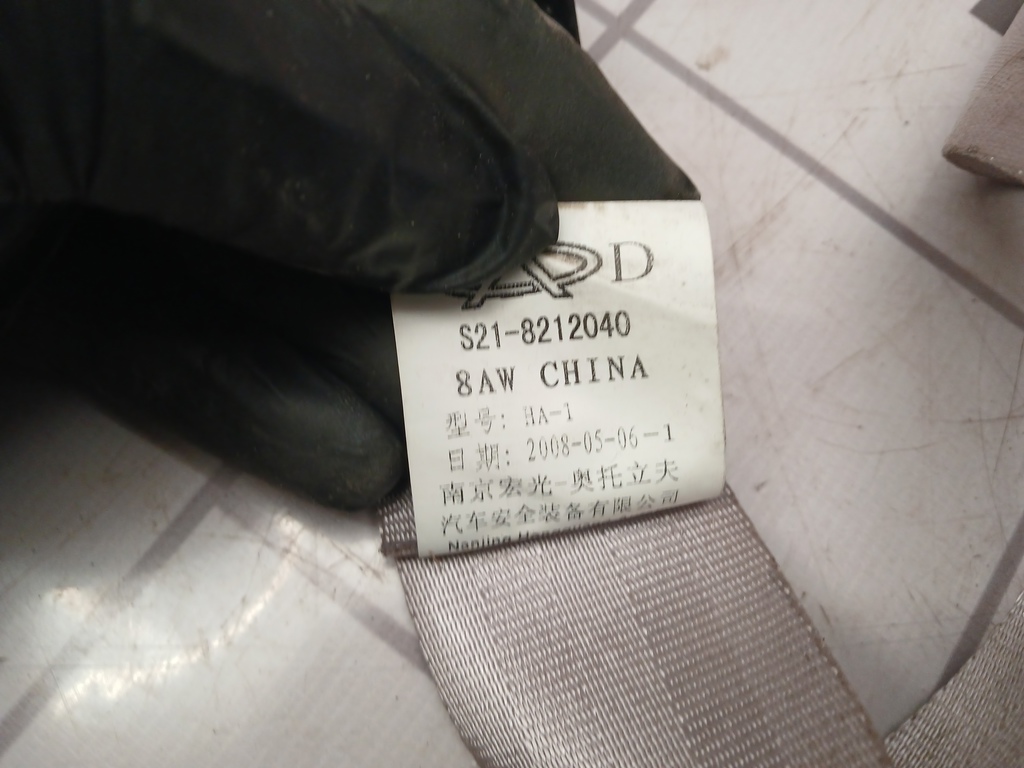 D
S21-8212040
8AW CHINA
型号: HA-1
日期: 2008-05-06-1
南京宏光-奥托立夫
汽车安全装备有限公司
Nanjing